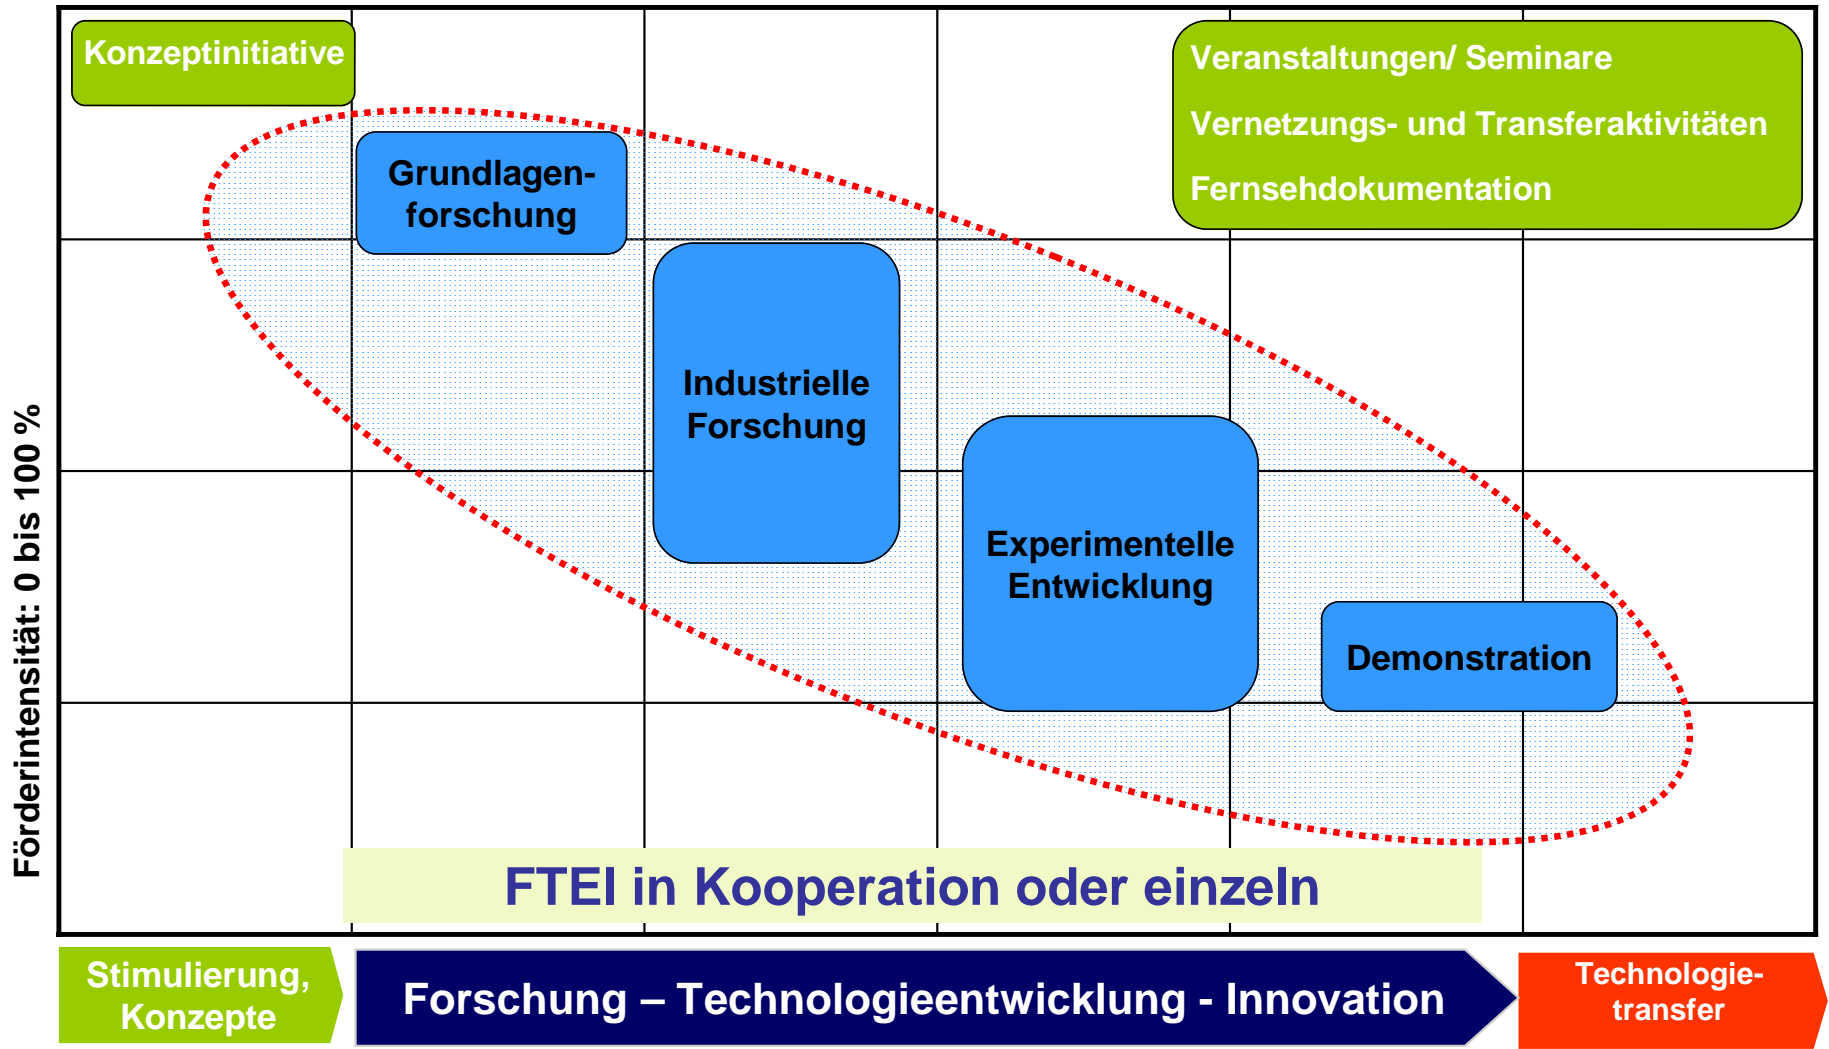 Konzeptinitiative
Veranstaltungen/ Seminare
Vernetzungs- und Transferaktivitäten
Fernsehdokumentation
Grundlagen-
forschung
Industrielle
Forschung
Experimentelle
Entwicklung
Demonstration
Förderintensität: 0 bis 100 %
FTEI in Kooperation oder einzeln
Stimulierung,
Konzepte
Forschung – Technologieentwicklung - Innovation
Technologie-
transfer